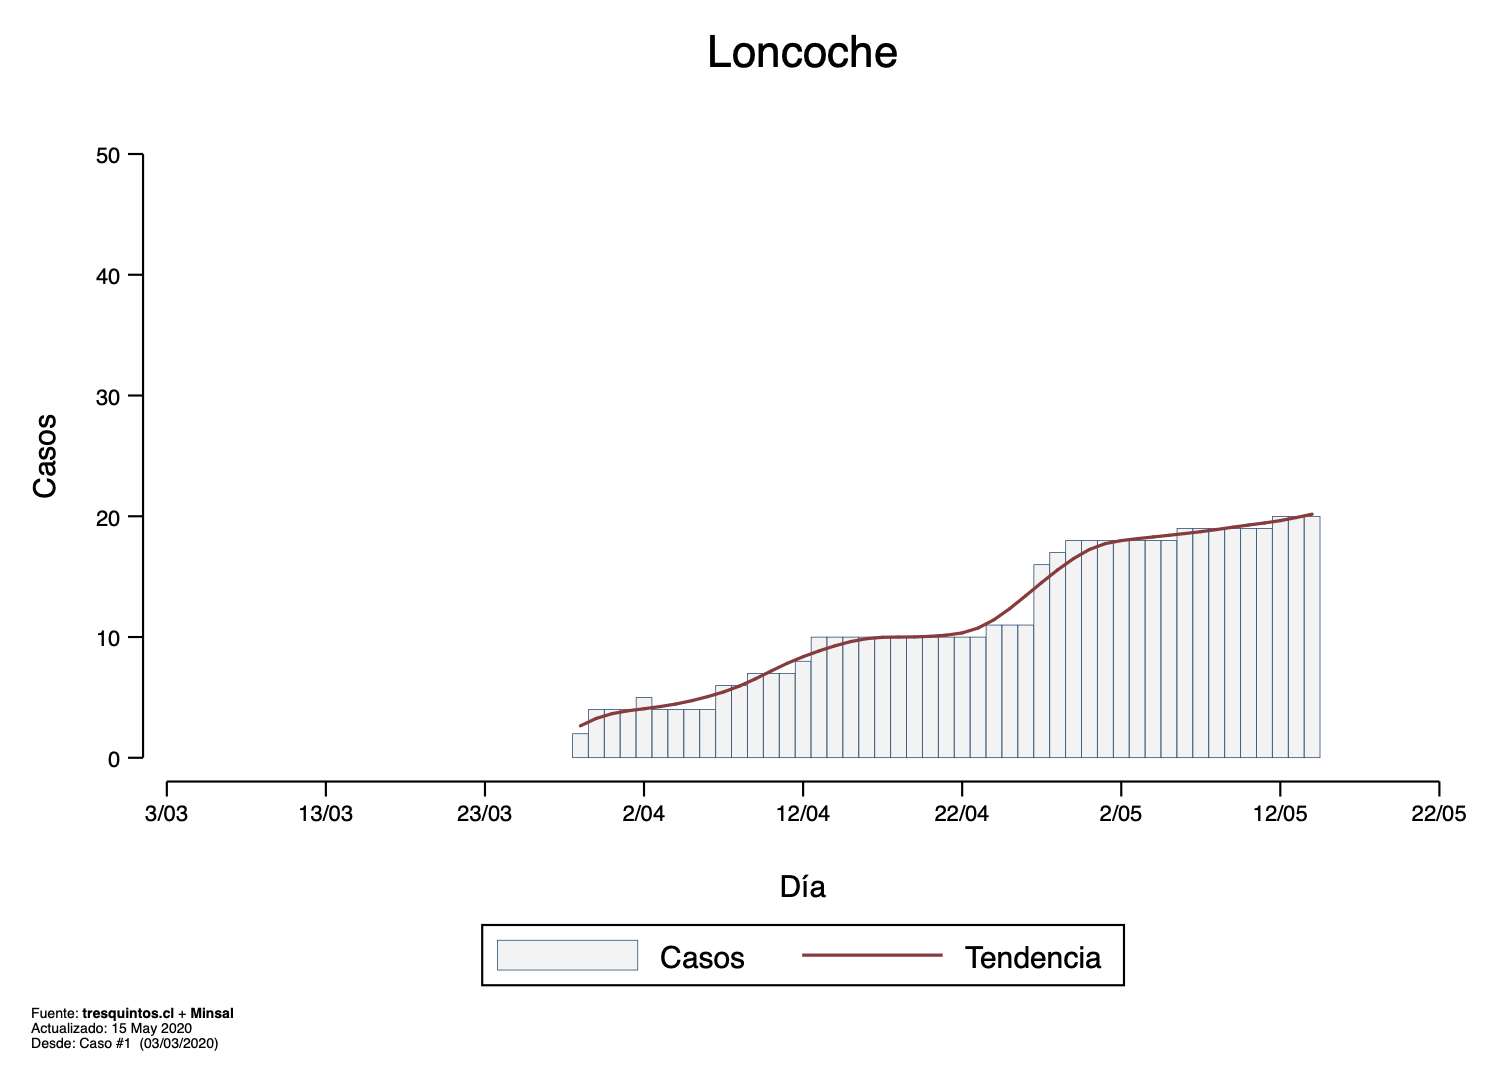 Loncoche
50
40
30
20
10
0
Casos
3/03 13/03 23/03 2/04 12/04 22/04 2/05 12/05 22/05
Día
Casos Tendencia
Fuente: tresquintos.cl + Minsal
Actualizado: 15 May 2020
Desde: Caso #1 (03/03/2020)